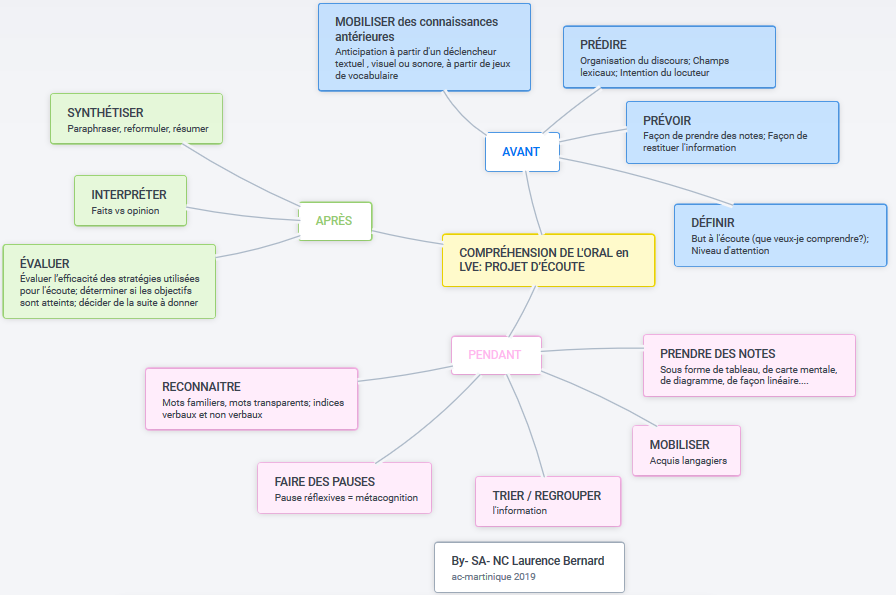 MOBILISER des connaissances
antérieures
Anticipation à partir d'un déclencheur
textuel , visuel ou sonore, à partir de jeux
de vocabulaire
PRÉDIRE
Organisation du discours; Champs
lexicaux; Intention du locuteur
PRÉVOIR
Façon de prendre des notes; Façon de
restituer l'information
AVANT
DÉFINIR
But à l'écoute (que veux-je comprendre?);
Niveau d'attention
SYNTHÉTISER
Paraphraser, reformuler, résumer
INTERPRÉTER
Faits vs opinion
APRÈS
ÉVALUER
Évaluer l'efficacité des stratégies utilisées
pour l'écoute; déterminer si les objectifs
sont atteints; décider de la suite à donner
COMPRÉHENSION DE L'ORAL en
LVE: PROJET D'ÉCOUTE
PENDANT
PRENDRE DES NOTES
Sous forme de tableau, de carte mentale,
de diagramme, de façon linéaire....
RECONNAITRE
Mots familiers, mots transparents; indices
verbaux et non verbaux
MOBILISER
Acquis langagiers
FAIRE DES PAUSES
Pause réflexives = métacognition
TRIER / REGROUPER
l'information
By- SA- NC Laurence Bernard
ac-martinique 2019